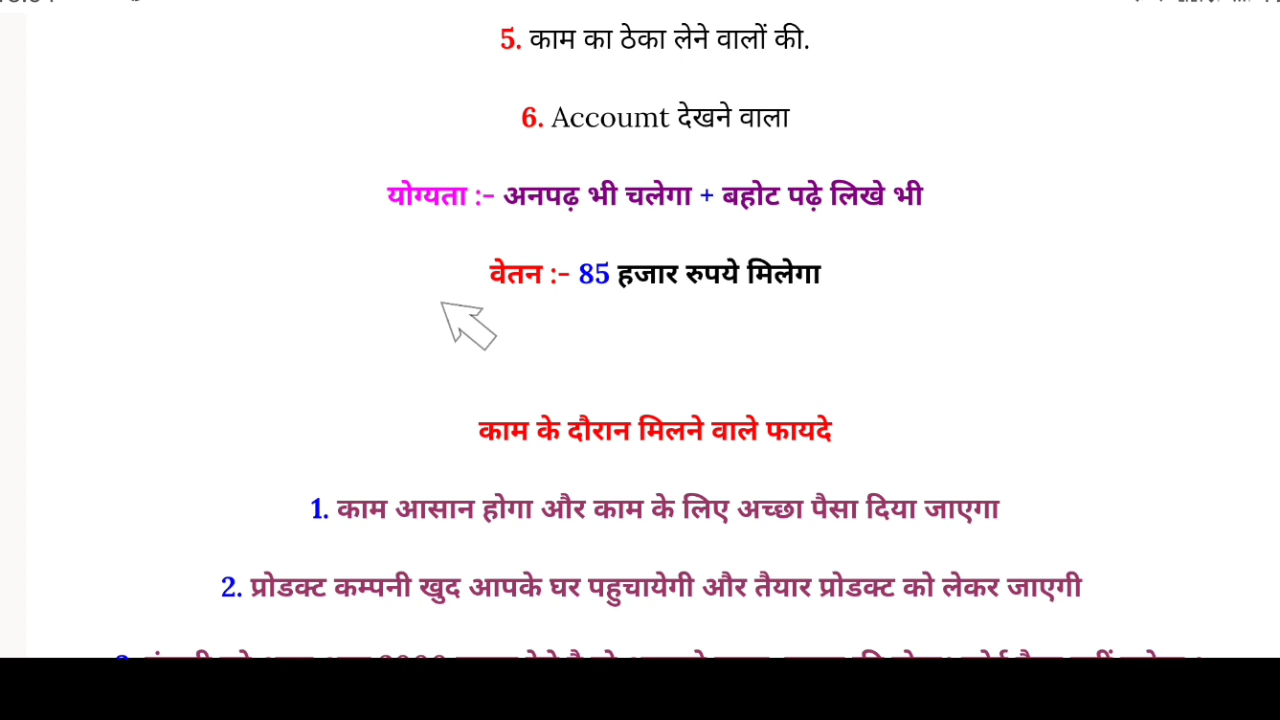 5. काम का ठेका लेने वालों की.
6. Accoumt देखने वाला
योग्यता :- अनपढ़ भी चलेगा + बहोट पढ़े लिखे भी
वेतन :- 85 हजार रुपये मिलेगा
काम के दौरान मिलने वाले फायदे
1. काम आसान होगा और काम के लिए अच्छा पैसा दिया जाएगा
2. प्रोडक्ट कम्पनी खुद आपके घर पहुचायेगी और तैयार प्रोडक्ट को लेकर जाएगी